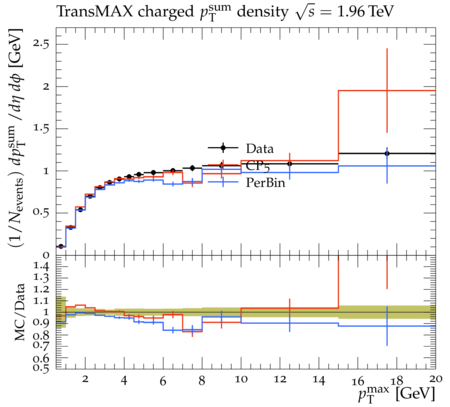 TransMAX charged p_T^sum density √s = 1.96 TeV
(1/N_events) dp_T^sum/dη dϕ [GeV]
2.5
2
1.5
1
0.5
0
Data
CP5
PerBin
MC/Data
1.4
1.3
1.2
1.1
1
0.9
0.8
0.7
0.6
0.5
2 4 6 8 10 12 14 16 18 20
p_T^max [GeV]